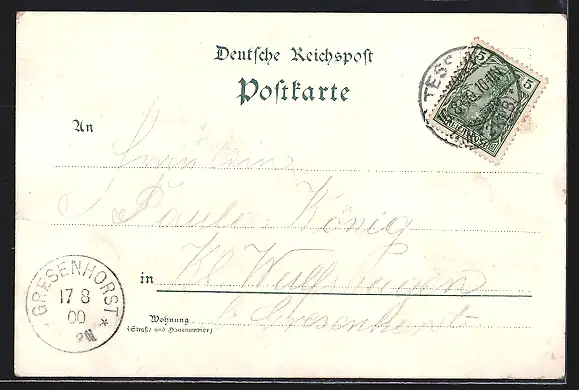 Deutsche Reichspost
Postkarte
5 5
TESS
An
Fräulein
Paula König
in Kl. Wulfshagen
b. Gresenhorst
Wohnung
(Straße und Hausnummer)
GRESENHORST
17 8
00